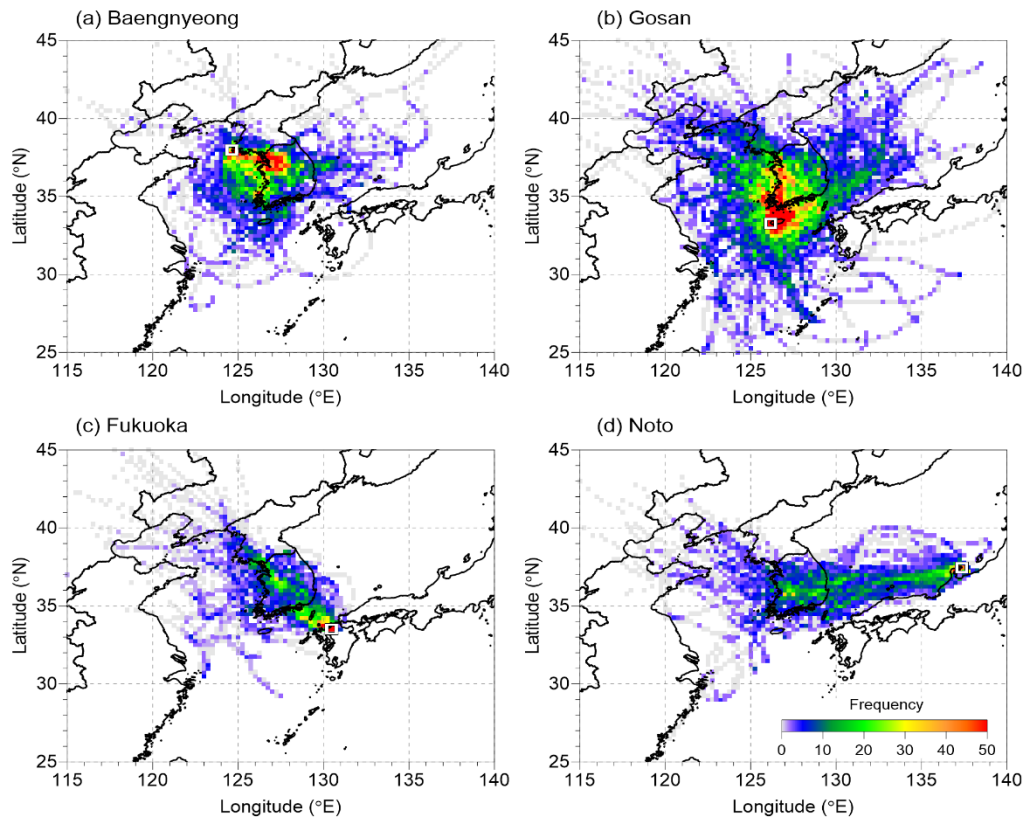 (a) Baengnyeong
(b) Gosan
45
40
35
30
25
Latitude (°N)
115 120 125 130 135 140
Longitude (°E)
45
40
35
30
25
Latitude (°N)
115 120 125 130 135 140
Longitude (°E)
(c) Fukuoka
(d) Noto
45
40
35
30
25
Latitude (°N)
115 120 125 130 135 140
Longitude (°E)
45
40
35
30
25
Latitude (°N)
Frequency
0 10 20 30 40 50
115 120 125 130 135 140
Longitude (°E)